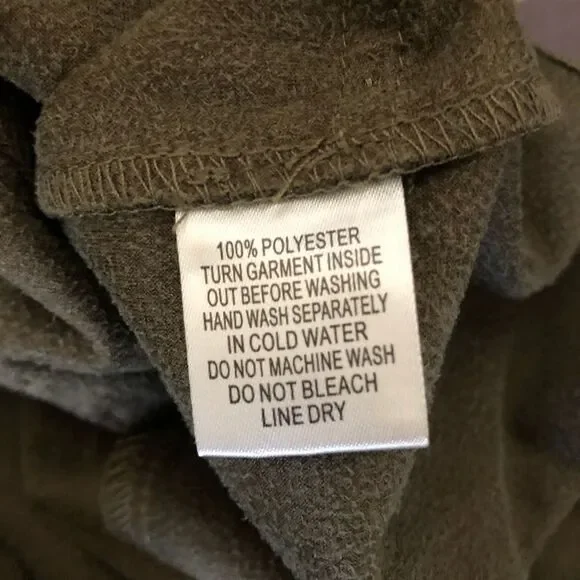 100% POLYESTER
TURN GARMENT INSIDE
OUT BEFORE WASHING
HAND WASH SEPARATELY
IN COLD WATER
DO NOT MACHINE WASH
DO NOT BLEACH
LINE DRY